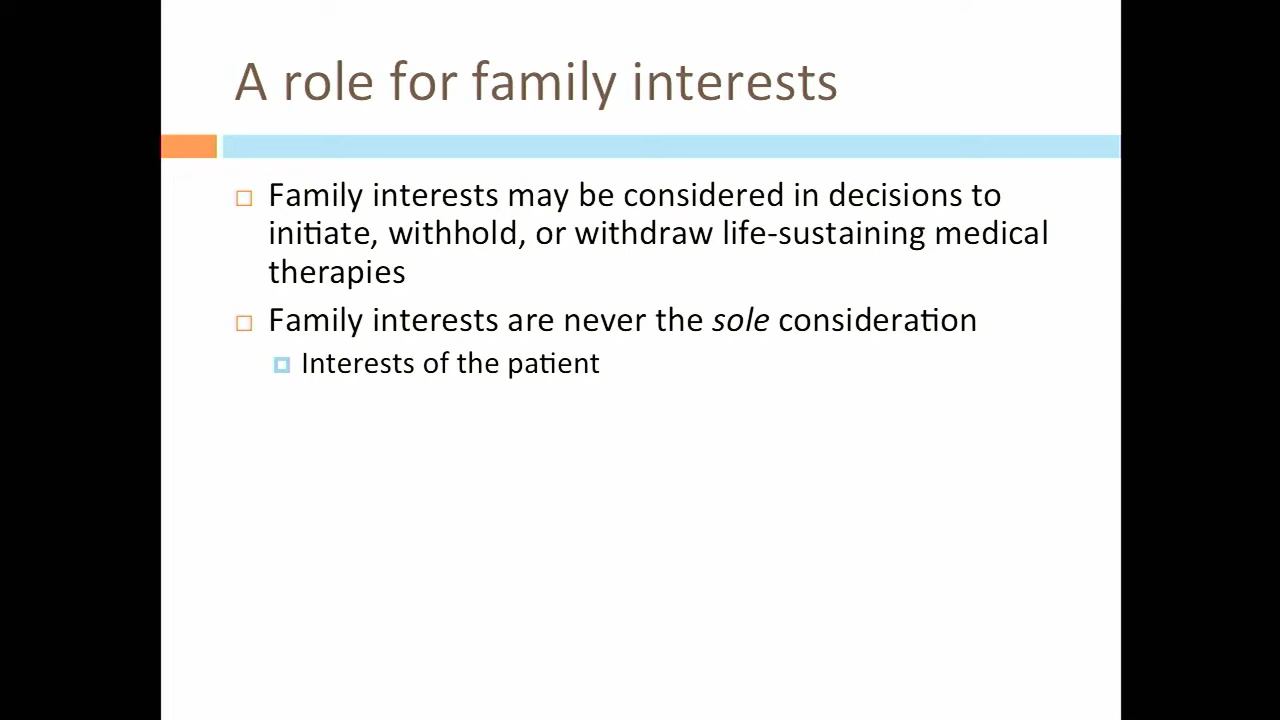 A role for family interests
Family interests may be considered in decisions to
initiate, withhold, or withdraw life-sustaining medical
therapies
Family interests are never the sole consideration
Interests of the patient